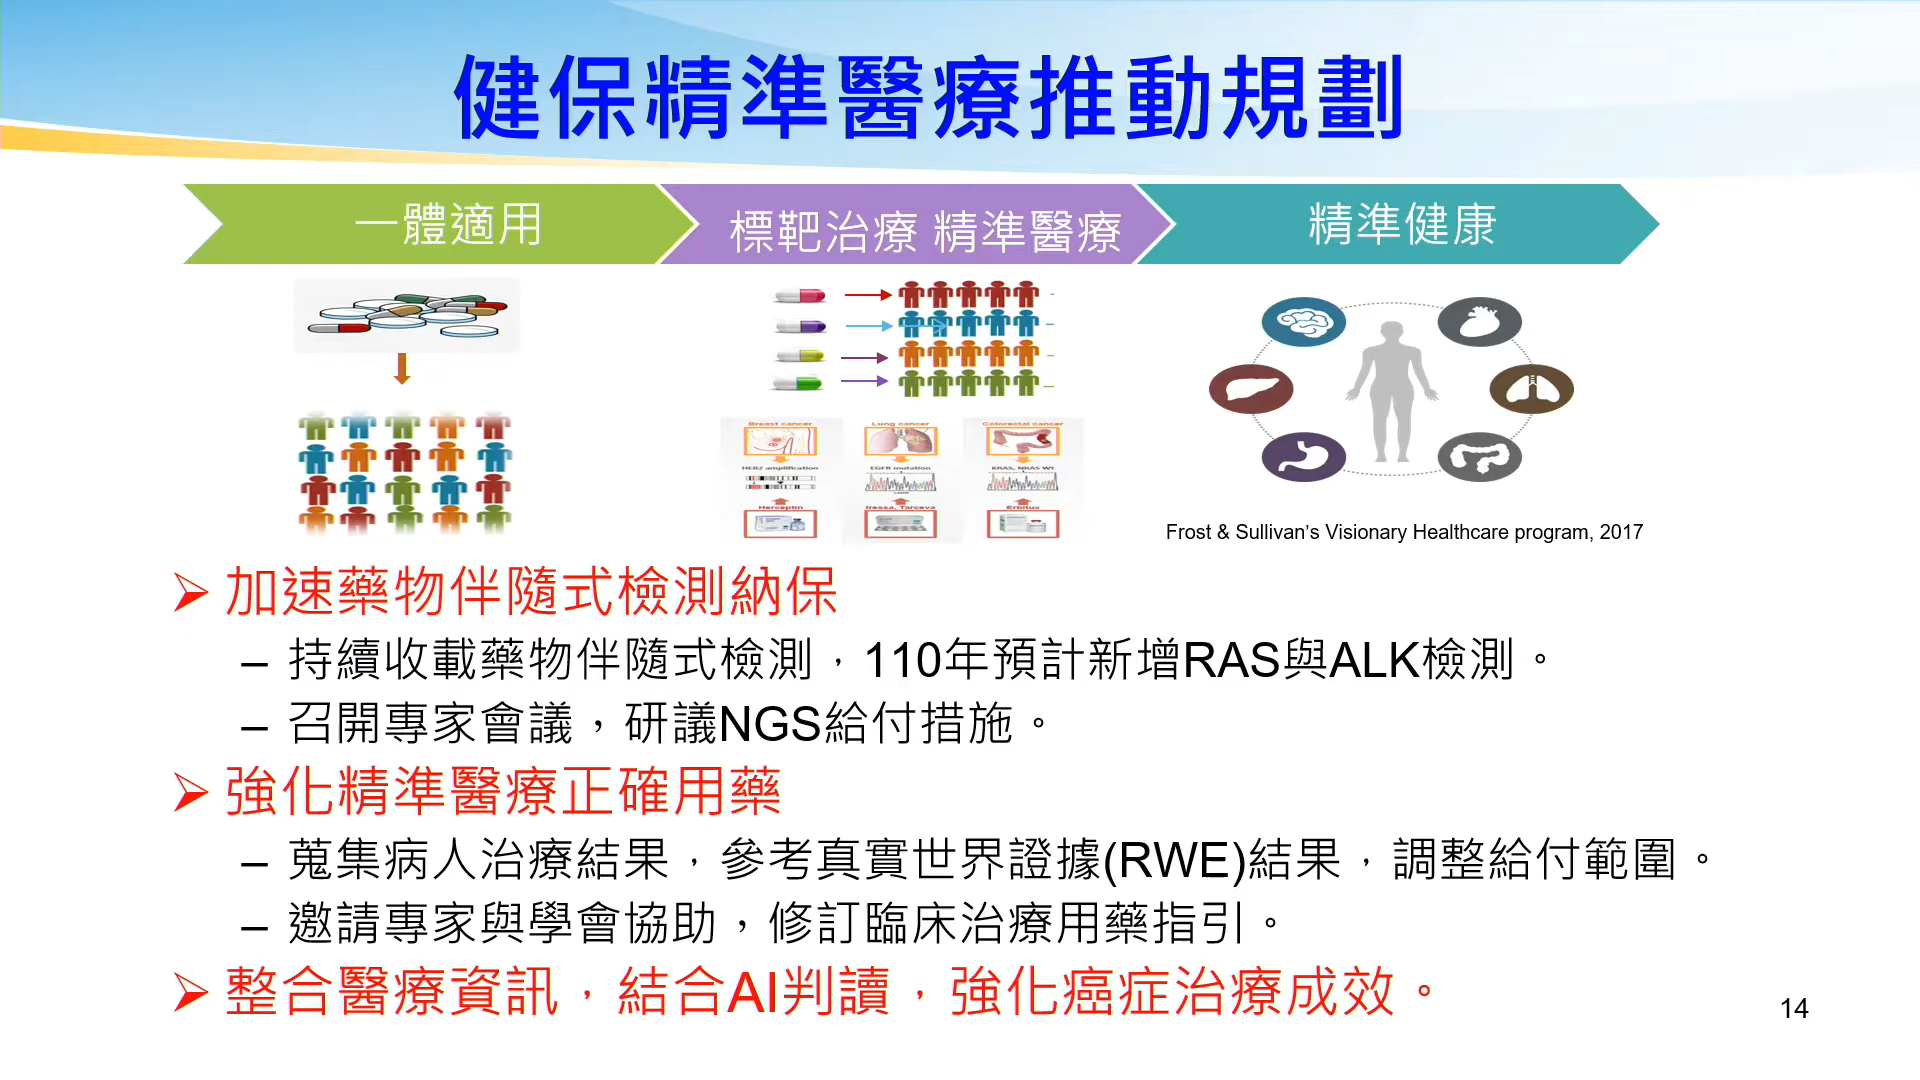 健保精準醫療推動規劃
一體適用
標靶治療 精準醫療
精準健康
Breast cancer
Lung cancer
Colorectal cancer
HER2 amplification
EGFR mutation
KRAS, NRAS Wt
Herceptin
Iressa, Tarceva
Erbitux
Frost & Sullivan’s Visionary Healthcare program, 2017
➢ 加速藥物伴隨式檢測納保
– 持續收載藥物伴隨式檢測，110年預計新增RAS與ALK檢測。
– 召開專家會議，研議NGS給付措施。
➢ 強化精準醫療正確用藥
– 蒐集病人治療結果，參考真實世界證據(RWE)結果，調整給付範圍。
– 邀請專家與學會協助，修訂臨床治療用藥指引。
➢ 整合醫療資訊，結合AI判讀，強化癌症治療成效。
14